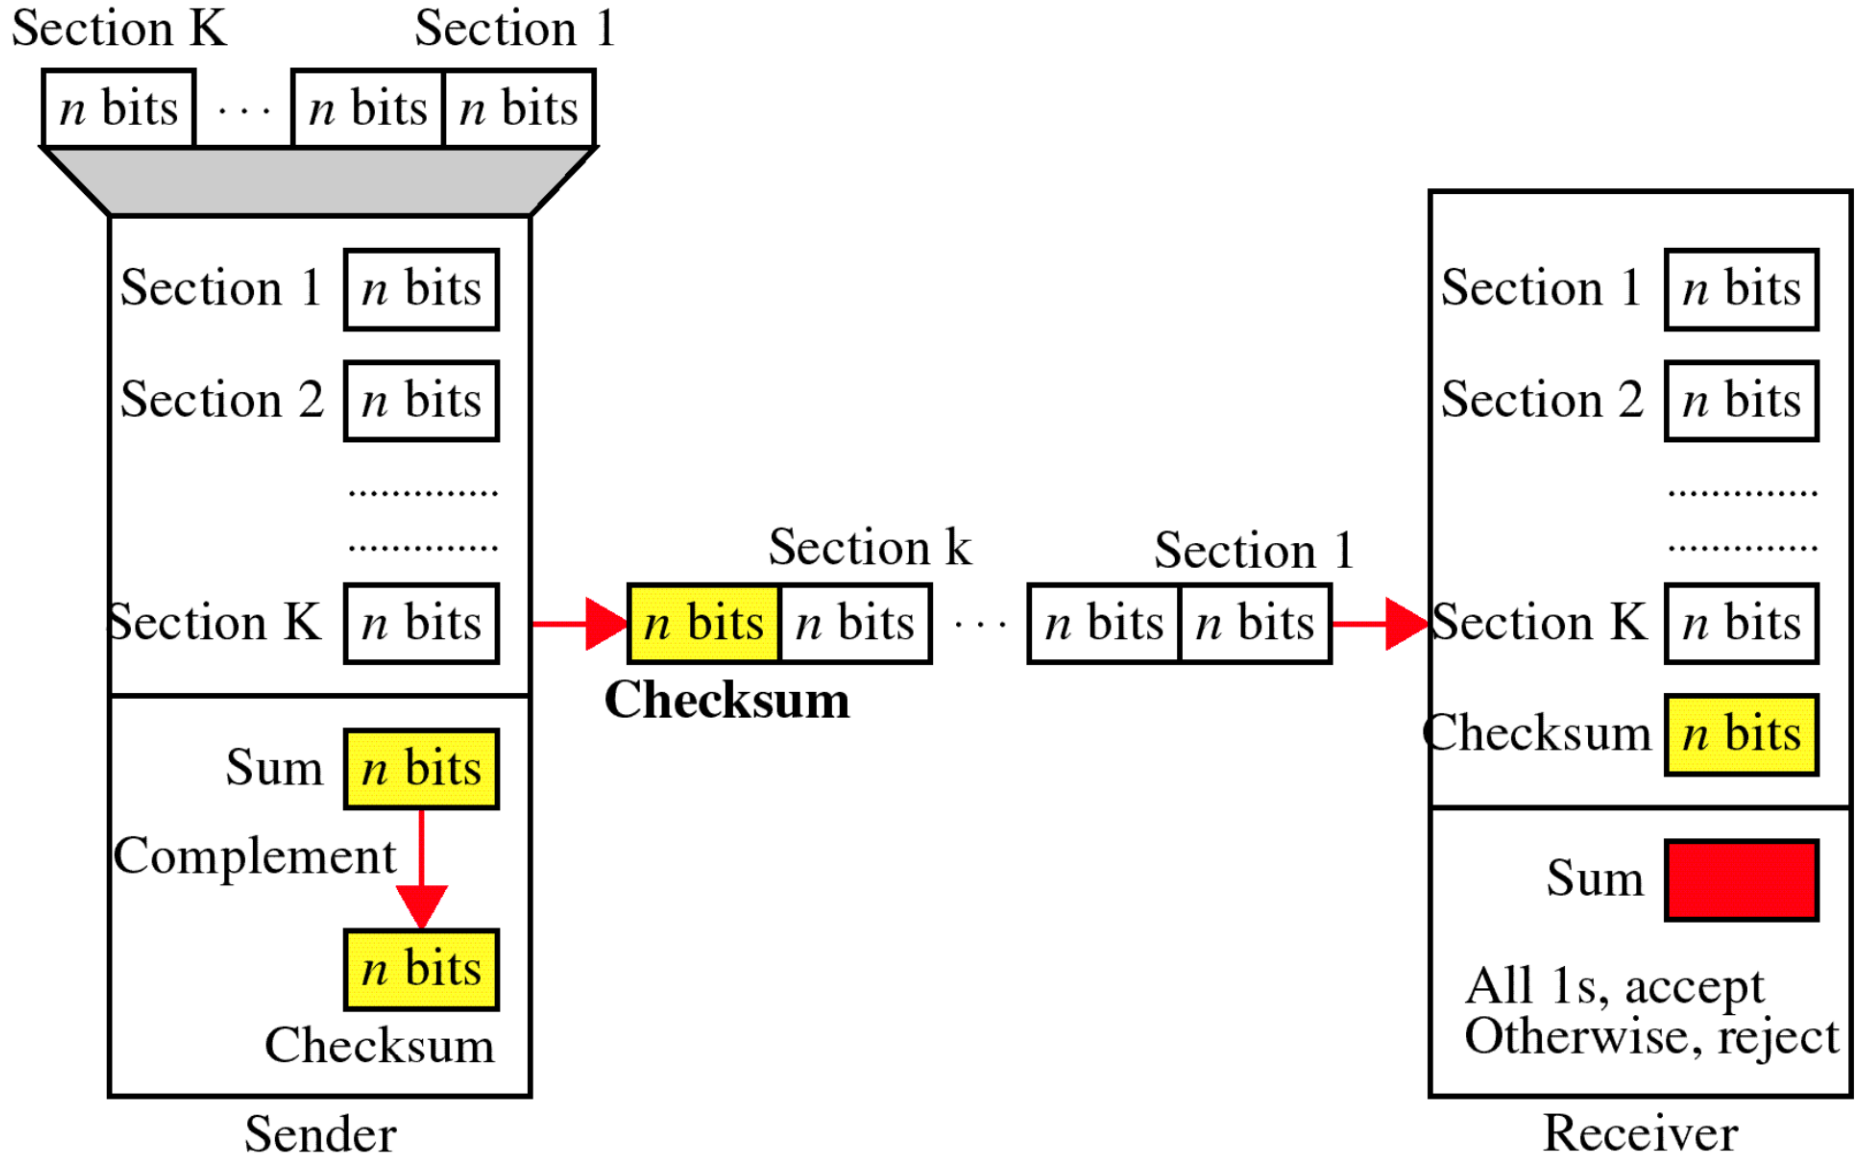 Section K Section 1
n bits ... n bits n bits
Section 1 n bits
Section 2 n bits
..............
..............
Section K n bits
Sum n bits
Complement
n bits
Checksum
Sender
Section k Section 1
n bits n bits ... n bits n bits
Checksum
Section 1 n bits
Section 2 n bits
..............
..............
Section K n bits
Checksum n bits
Sum
All 1s, accept
Otherwise, reject
Receiver